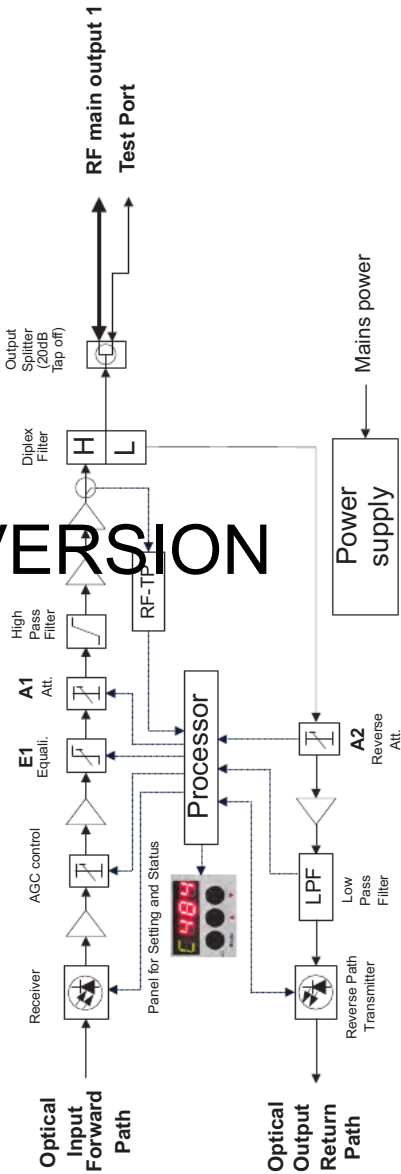 Optical
Input
Forward
Path
Receiver
AGC control
E1
Equali.
A1
Att.
High
Pass
Filter
Diplex
Filter
H
L
Output
Splitter
(20dB
Tap off)
RF main output 1
Test Port
VERSION
RF-TP
Processor
C484
Panel for Setting and Status
Optical
Output
Return
Path
Reverse Path
Transmitter
LPF
Low
Pass
Filter
A2
Reverse
Att.
Power
supply
Mains power